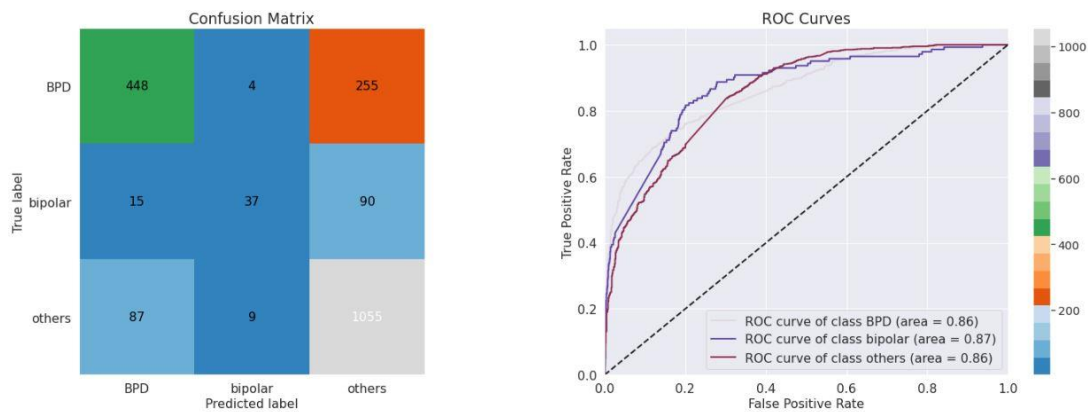 Confusion Matrix
True label
BPD
448
4
255
bipolar
15
37
90
others
87
9
1055
BPD
bipolar
others
Predicted label
ROC Curves
True Positive Rate
1.0
0.8
0.6
0.4
0.2
0.0
ROC curve of class BPD (area = 0.86)
ROC curve of class bipolar (area = 0.87)
ROC curve of class others (area = 0.86)
0.0
0.2
0.4
0.6
0.8
1.0
False Positive Rate
1000
800
600
400
200